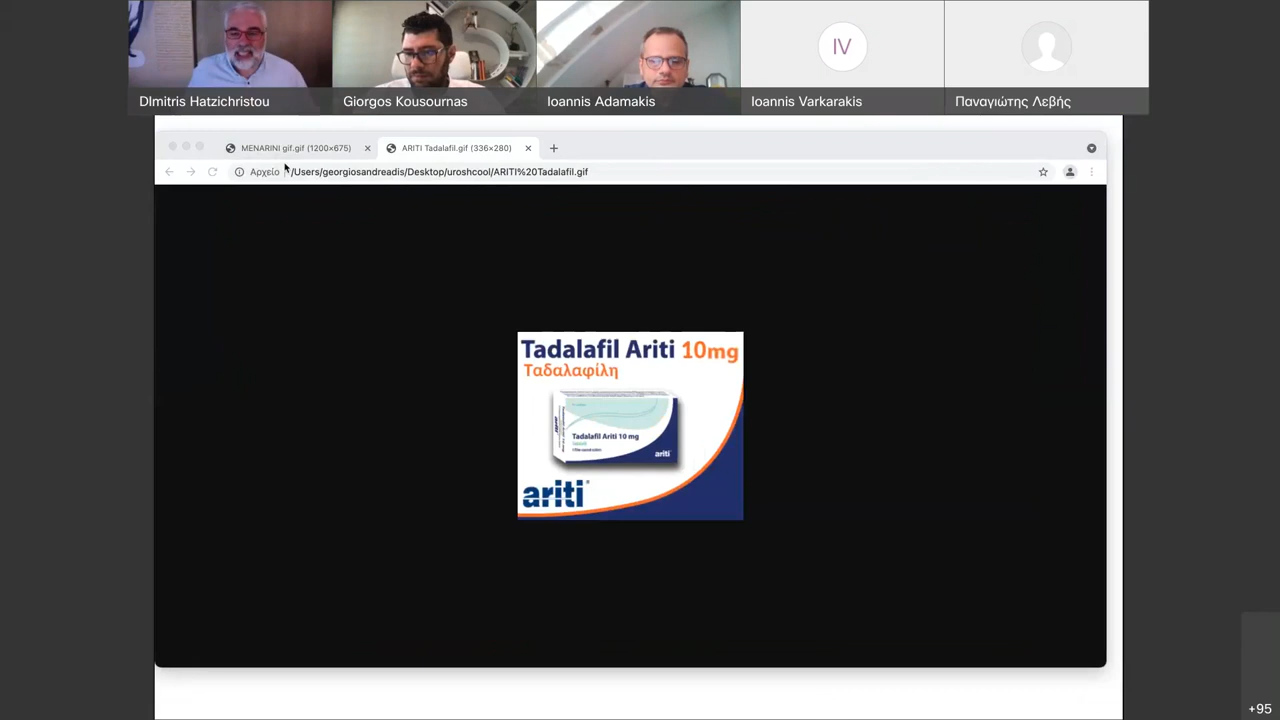 DImitris Hatzichristou
Giorgos Kousournas
Ioannis Adamakis
IV
Ioannis Varkarakis
Παναγιώτης Λεβής
MENARINI gif.gif (1200×675)
ARITI Tadalafil.gif (336×280)
Αρχείο
/Users/georgiosandreadis/Desktop/uroshcool/ARITI%20Tadalafil.gif
Tadalafil Ariti 10mg
Ταδαλαφίλη
Tadalafil Ariti 10 mg
ariti
ariti
ariti®
+95